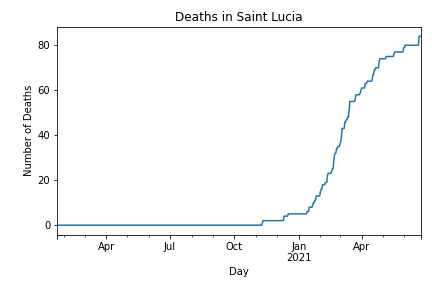 Deaths in Saint Lucia
Number of Deaths
80
60
40
20
0
Apr
Jul
Oct
Jan
2021
Apr
Day